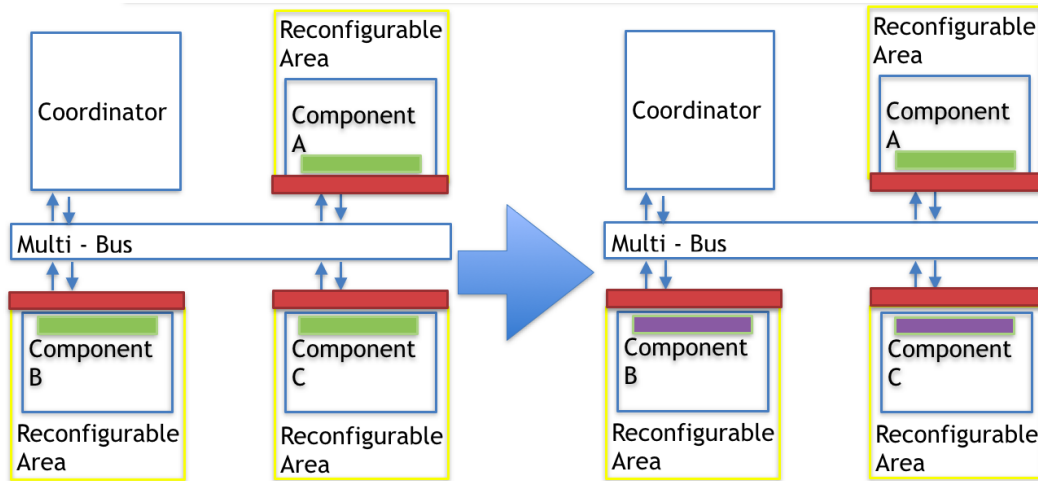 Coordinator
Reconfigurable
Area
Component
A
Multi - Bus
Component
B
Reconfigurable
Area
Component
C
Reconfigurable
Area
Coordinator
Reconfigurable
Area
Component
A
Multi - Bus
Component
B
Reconfigurable
Area
Component
C
Reconfigurable
Area